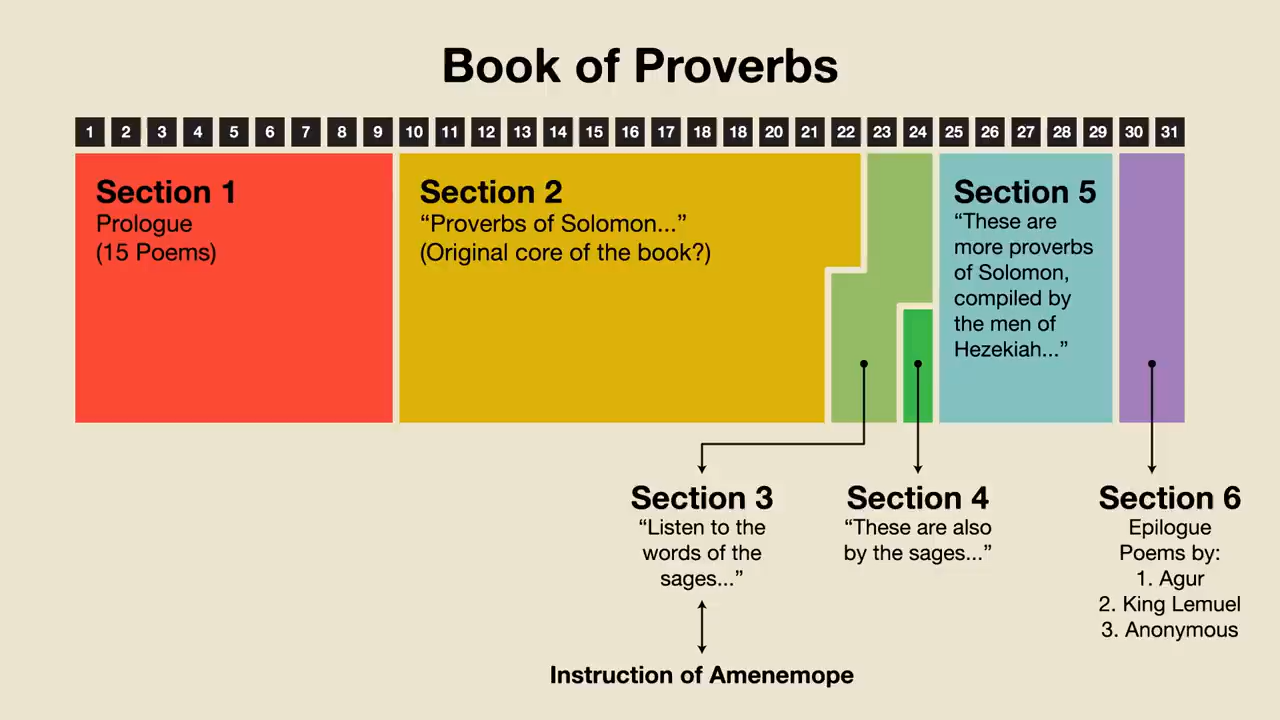 Book of Proverbs
1 2 3 4 5 6 7 8 9 10 11 12 13 14 15 16 17 18 18 20 21 22 23 24 25 26 27 28 29 30 31
Section 1
Prologue
(15 Poems)
Section 2
“Proverbs of Solomon...”
(Original core of the book?)
Section 5
“These are
more proverbs
of Solomon,
compiled by
the men of
Hezekiah...”
Section 3
“Listen to the
words of the
sages...”
Instruction of Amenemope
Section 4
“These are also
by the sages...”
Section 6
Epilogue
Poems by:
1. Agur
2. King Lemuel
3. Anonymous